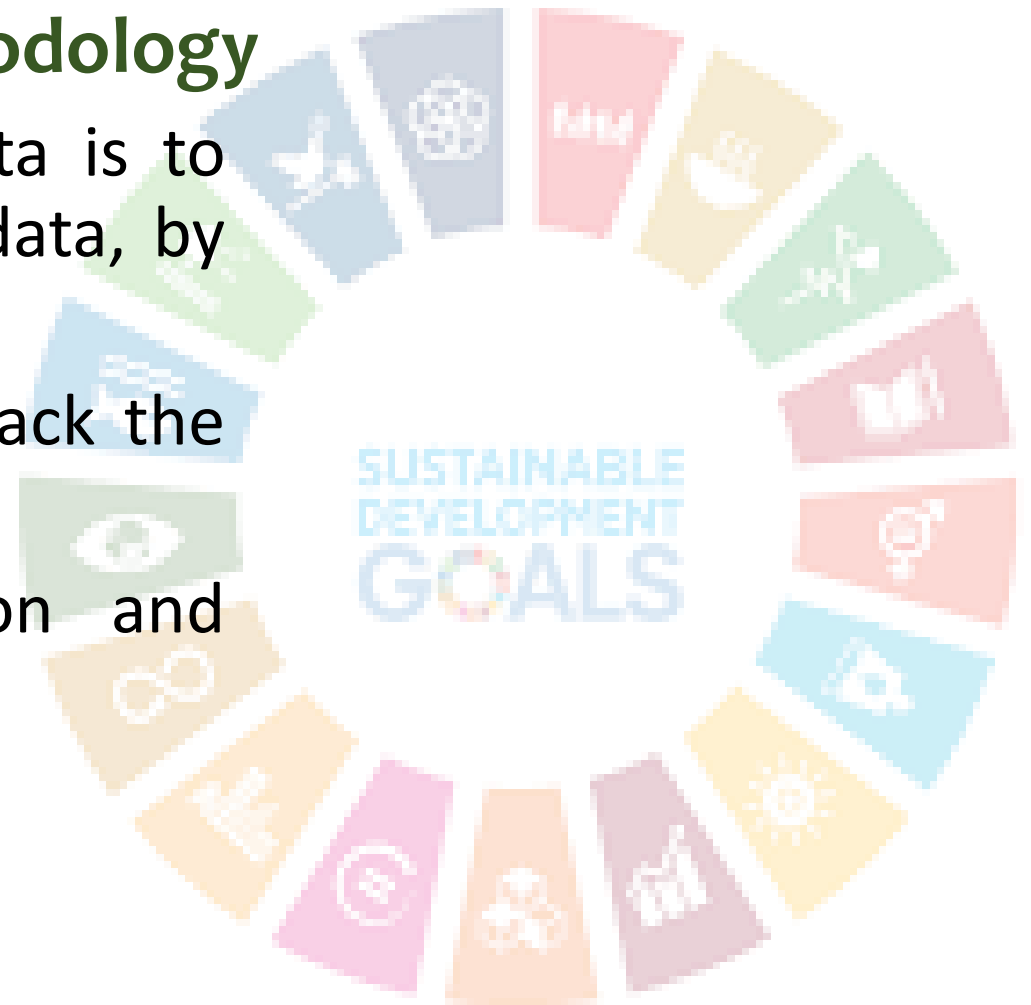 odology
ta is to
data, by
ack the
on and
SUSTAINABLE
DEVELOPMENT
GOALS